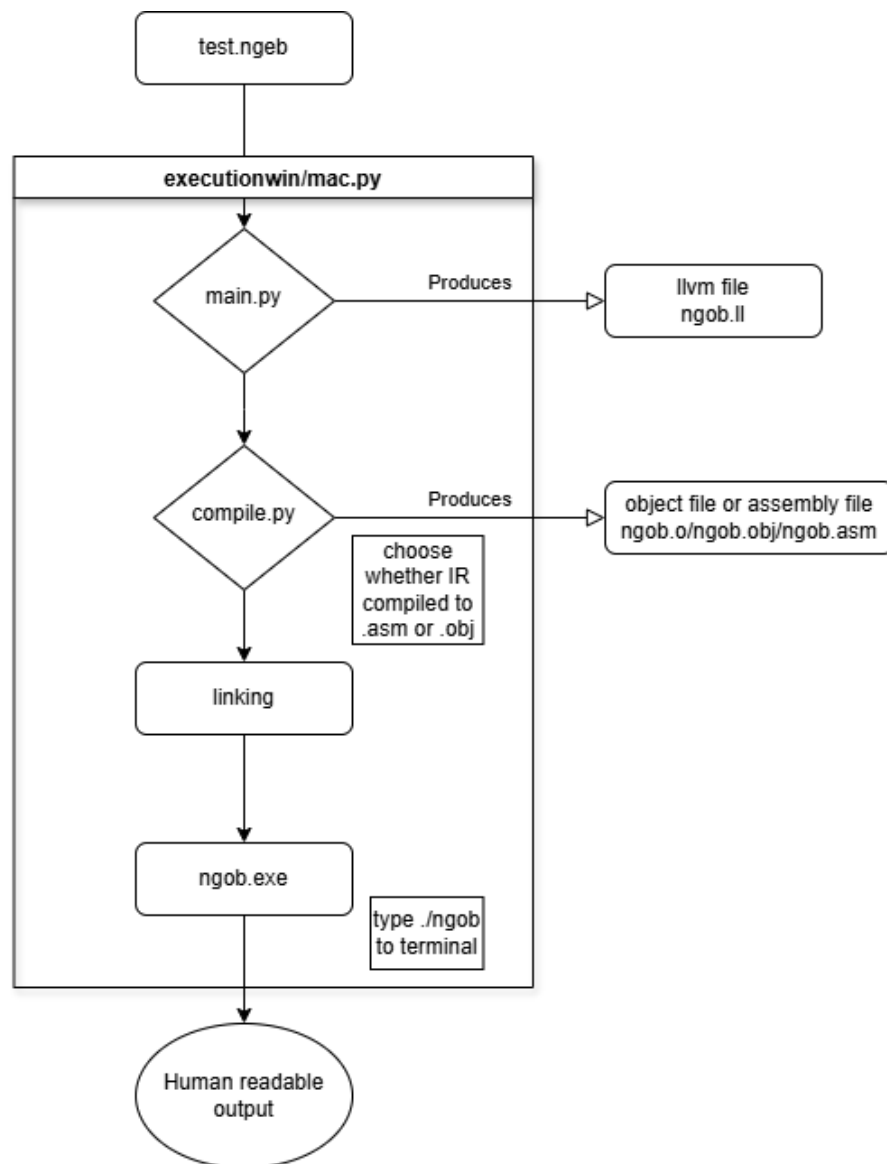 test.ngeb
executionwin/mac.py
main.py
Produces
llvm file
ngob.ll
compile.py
Produces
object file or assembly file
ngob.o/ngob.obj/ngob.asm
choose
whether IR
compiled to
.asm or .obj
linking
ngob.exe
type ./ngob
to terminal
Human readable
output